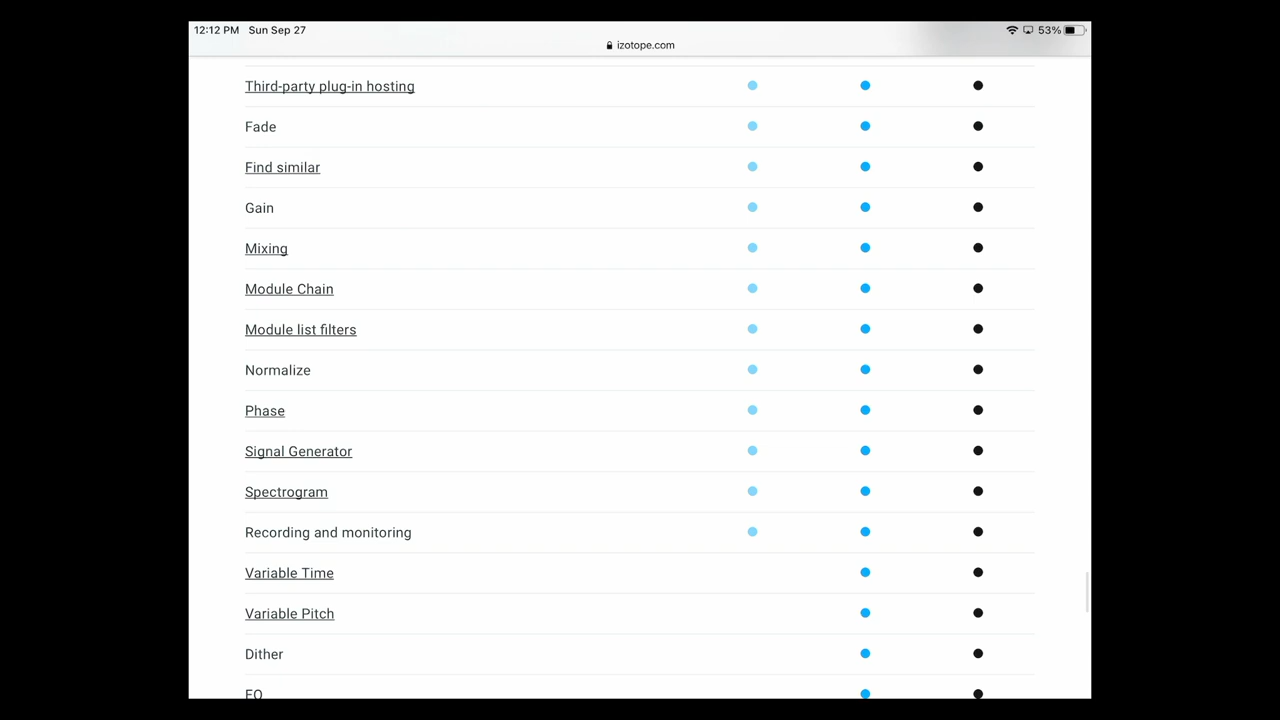 12:12 PM Sun Sep 27
53%
izotope.com
Third-party plug-in hosting
Fade
Find similar
Gain
Mixing
Module Chain
Module list filters
Normalize
Phase
Signal Generator
Spectrogram
Recording and monitoring
Variable Time
Variable Pitch
Dither
EQ